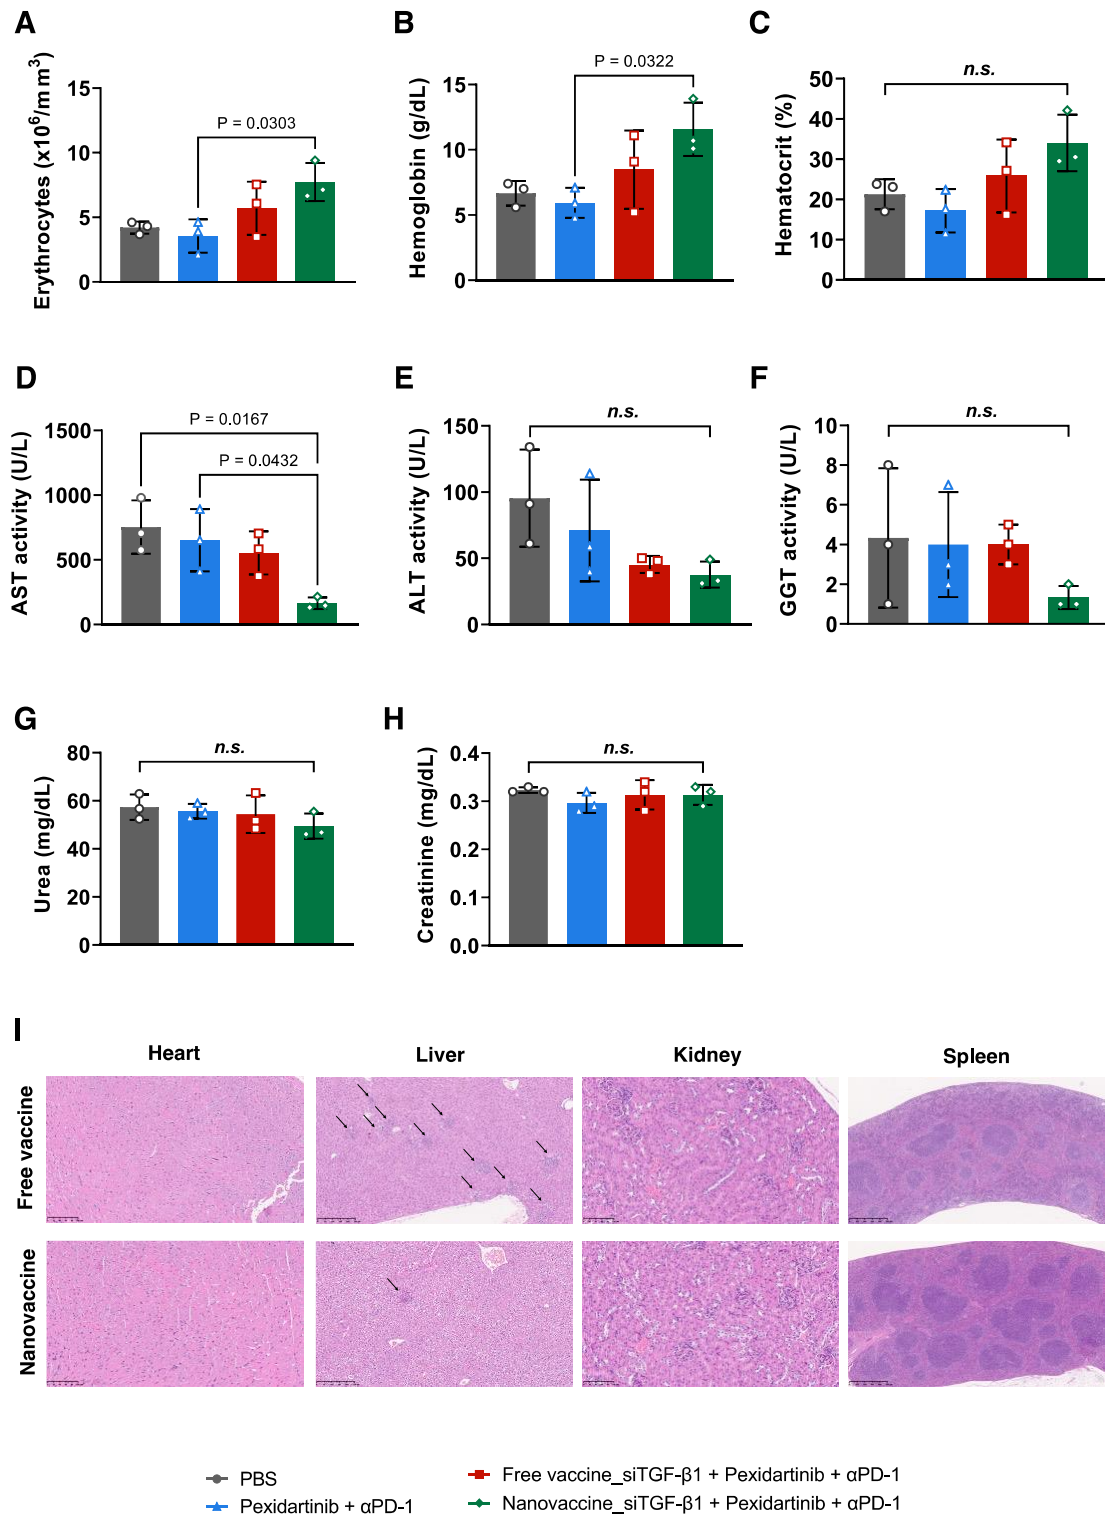 A
Erythrocytes (x10⁶/mm³)
15
10
5
0
P = 0.0303
B
Hemoglobin (g/dL)
15
10
5
0
P = 0.0322
C
Hematocrit (%)
50
40
30
20
10
0
n.s.
D
AST activity (U/L)
1500
1000
500
0
P = 0.0167
P = 0.0432
E
ALT activity (U/L)
150
100
50
0
n.s.
F
GGT activity (U/L)
10
8
6
4
2
0
n.s.
G
Urea (mg/dL)
80
60
40
20
0
n.s.
H
Creatinine (mg/dL)
0.4
0.3
0.2
0.1
0.0
n.s.
I
Heart
Liver
Kidney
Spleen
Free vaccine
Nanovaccine
PBS
Pexidartinib + αPD-1
Free vaccine_siTGF-β1 + Pexidartinib + αPD-1
Nanovaccine_siTGF-β1 + Pexidartinib + αPD-1